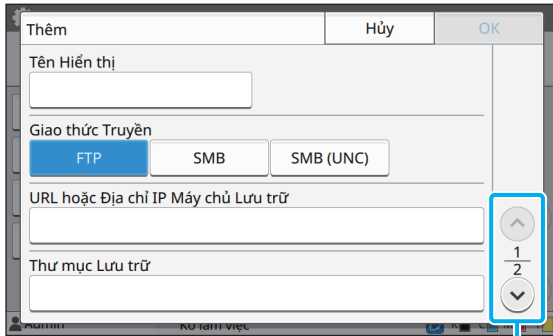 Thêm Hủy OK
Tên Hiển thị
Giao thức Truyền
FTP SMB SMB (UNC)
URL hoặc Địa chỉ IP Máy chủ Lưu trữ
1
2
Thư mục Lưu trữ
Admin